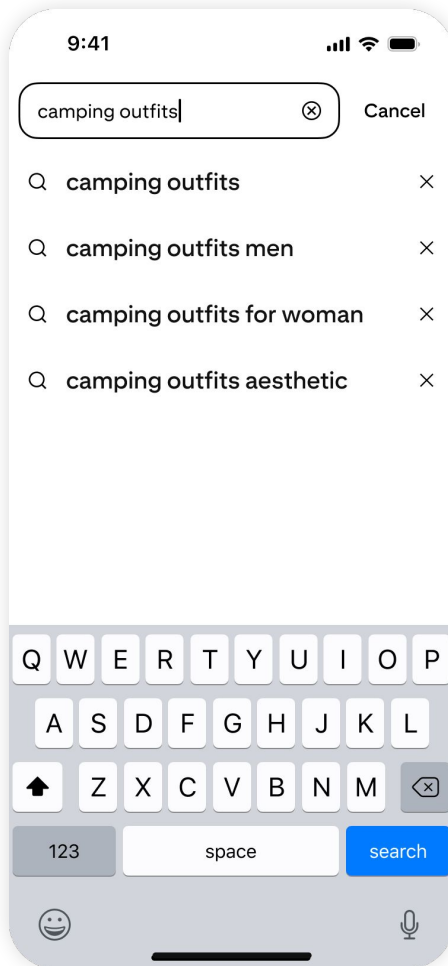 9:41
camping outfits Cancel
camping outfits
camping outfits men
camping outfits for woman
camping outfits aesthetic
Q W E R T Y U I O P
A S D F G H J K L
Z X C V B N M
123 space search